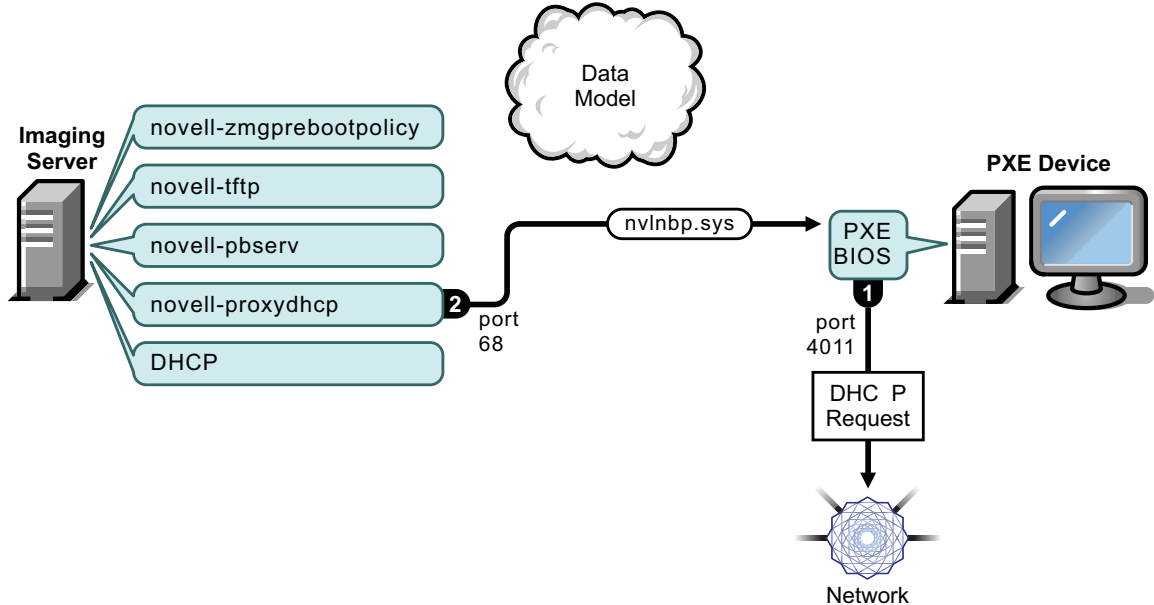 Data
Model
Imaging
Server
novell-zmgprebootpolicy
novell-tftp
novell-pbserv
novell-proxydhcp
DHCP
2
port
68
nvlnbp.sys
PXE
BIOS
PXE Device
1
port
4011
DHC P
Request
Network